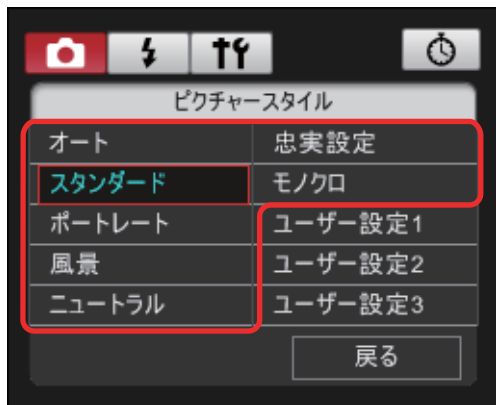 ピクチャースタイル
オート
忠実設定
スタンダード
モノクロ
ポートレート
ユーザー設定1
風景
ユーザー設定2
ニュートラル
ユーザー設定3
戻る